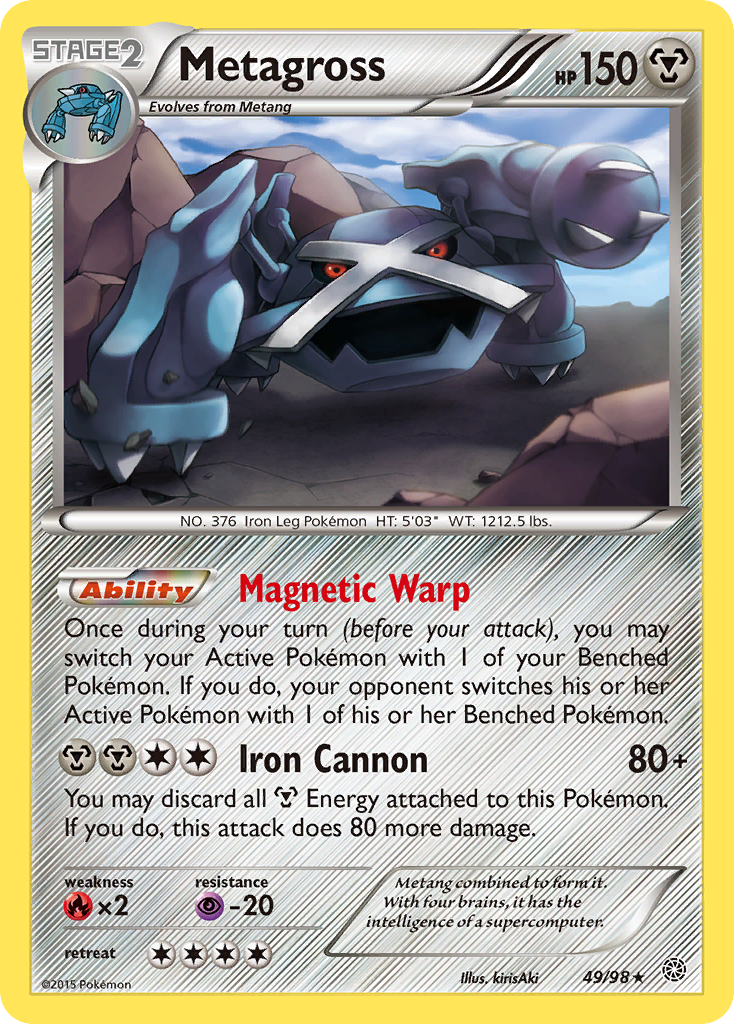 STAGE2
Metagross
HP150
Evolves from Metang
NO. 376 Iron Leg Pokémon HT: 5'03" WT: 1212.5 lbs.
Ability Magnetic Warp
Once during your turn (before your attack), you may
switch your Active Pokémon with 1 of your Benched
Pokémon. If you do, your opponent switches his or her
Active Pokémon with 1 of his or her Benched Pokémon.
Iron Cannon 80+
You may discard all Energy attached to this Pokémon.
If you do, this attack does 80 more damage.
weakness
×2
resistance
-20
retreat
Metang combined to form it.
With four brains, it has the
intelligence of a supercomputer.
©2015 Pokémon
Illus. kirisAki
49/98★